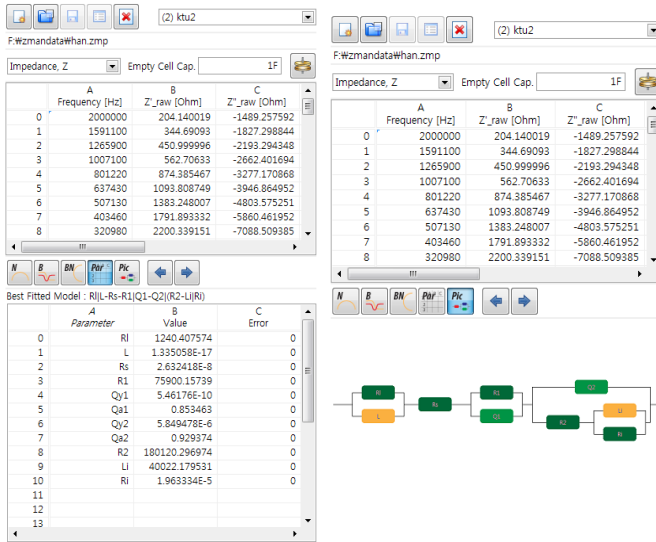 (2) ktu2
F:₩zmandata₩han.zmp
Impedance, Z Empty Cell Cap. 1F
A B C
Frequency [Hz] Z'_raw [Ohm] Z''_raw [Ohm]
0 2000000 204.140019 -1489.257592
1 1591100 344.69093 -1827.298844
2 1265900 450.999996 -2193.294348
3 1007100 562.70633 -2662.401694
4 801220 874.385467 -3277.170868
5 637430 1093.808749 -3946.864952
6 507130 1383.248007 -4803.575251
7 403460 1791.893332 -5860.461952
8 320980 2200.339151 -7088.509385
N B BN Par Pic
Best Fitted Model : Rl|L-Rs-R1|Q1-Q2|(R2-Li|Ri)
A B C
Parameter Value Error
0 Rl 1240.407574 0
1 L 1.335058E-17 0
2 Rs 2.632418E-8 0
3 R1 75900.15739 0
4 Qy1 5.46176E-10 0
5 Qa1 0.853463 0
6 Qy2 5.849478E-6 0
7 Qa2 0.929374 0
8 R2 180120.296974 0
9 Li 40022.179531 0
10 Ri 1.963334E-5 0
11
12
13
(2) ktu2
F:₩zmandata₩han.zmp
Impedance, Z Empty Cell Cap. 1F
A B C
Frequency [Hz] Z'_raw [Ohm] Z''_raw [Ohm]
0 2000000 204.140019 -1489.257592
1 1591100 344.69093 -1827.298844
2 1265900 450.999996 -2193.294348
3 1007100 562.70633 -2662.401694
4 801220 874.385467 -3277.170868
5 637430 1093.808749 -3946.864952
6 507130 1383.248007 -4803.575251
7 403460 1791.893332 -5860.461952
8 320980 2200.339151 -7088.509385
N B BN Par Pic
Rl
L
Rs
R1
Q1
Q2
R2
Li
Ri